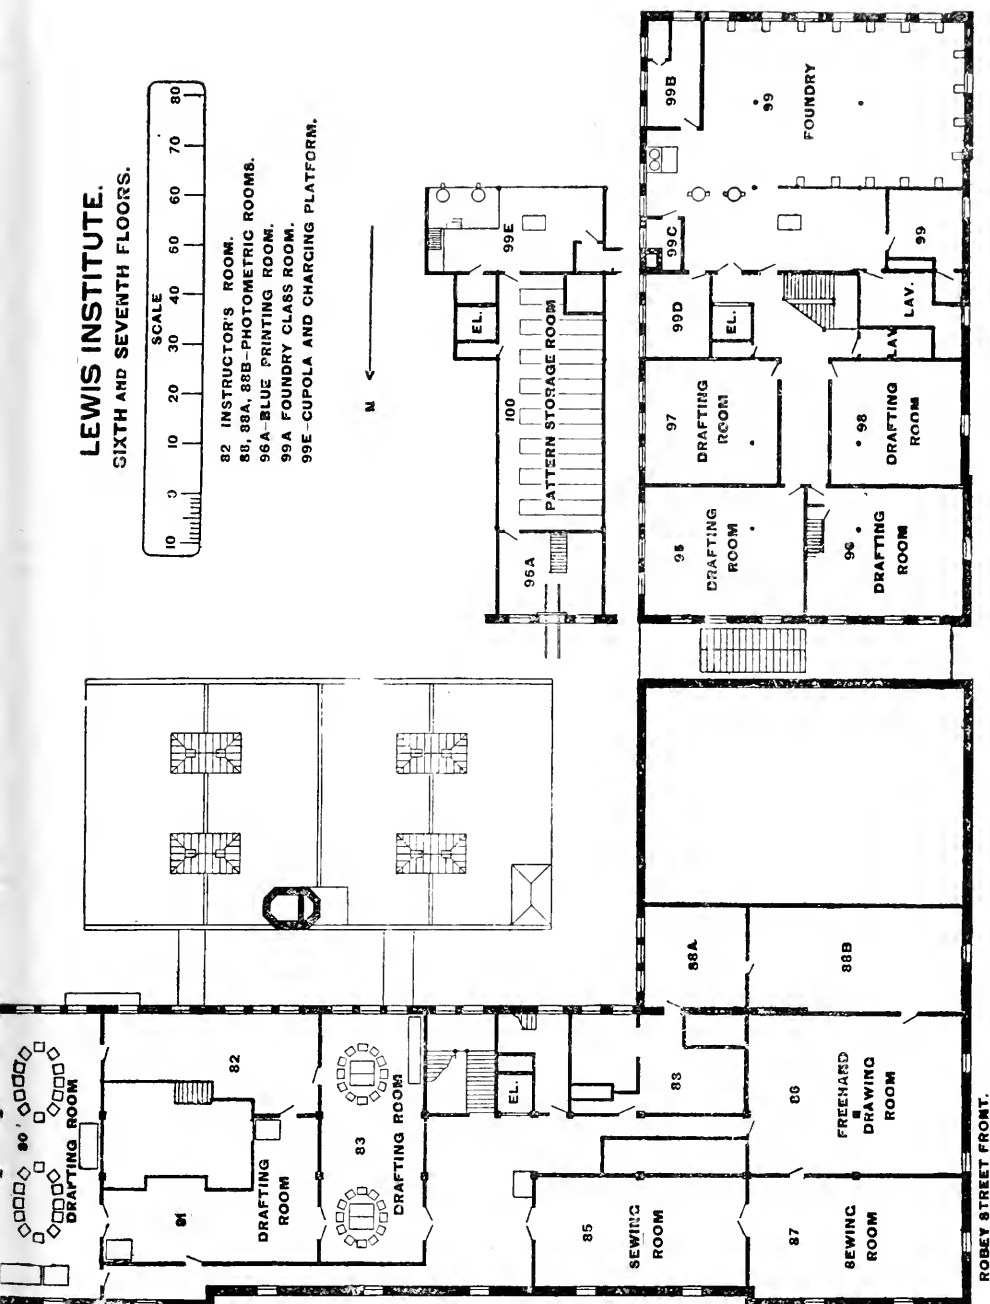 LEWIS INSTITUTE.
SIXTH AND SEVENTH FLOORS.
SCALE
10 0 10 20 30 40 50 60 70 80
82 INSTRUCTOR'S ROOM.
88, 88A, 88B-PHOTOMETRIC ROOMS.
96A-BLUE PRINTING ROOM.
99A FOUNDRY CLASS ROOM.
99E-CUPOLA AND CHARGING PLATFORM.
N
99E
EL.
100
PATTERN STORAGE ROOM
96A
99B
99
FOUNDRY
99C
99
99D
EL.
LAV.
LAV
97
DRAFTING
ROOM
98
DRAFTING
ROOM
95
DRAFTING
ROOM
96
DRAFTING
ROOM
80
DRAFTING ROOM
82
81
DRAFTING
ROOM
83
DRAFTING ROOM
EL.
83
88A
88B
86
FREEHAND
DRAWING
ROOM
85
SEWING
ROOM
87
SEWING
ROOM
ROBEY STREET FRONT.